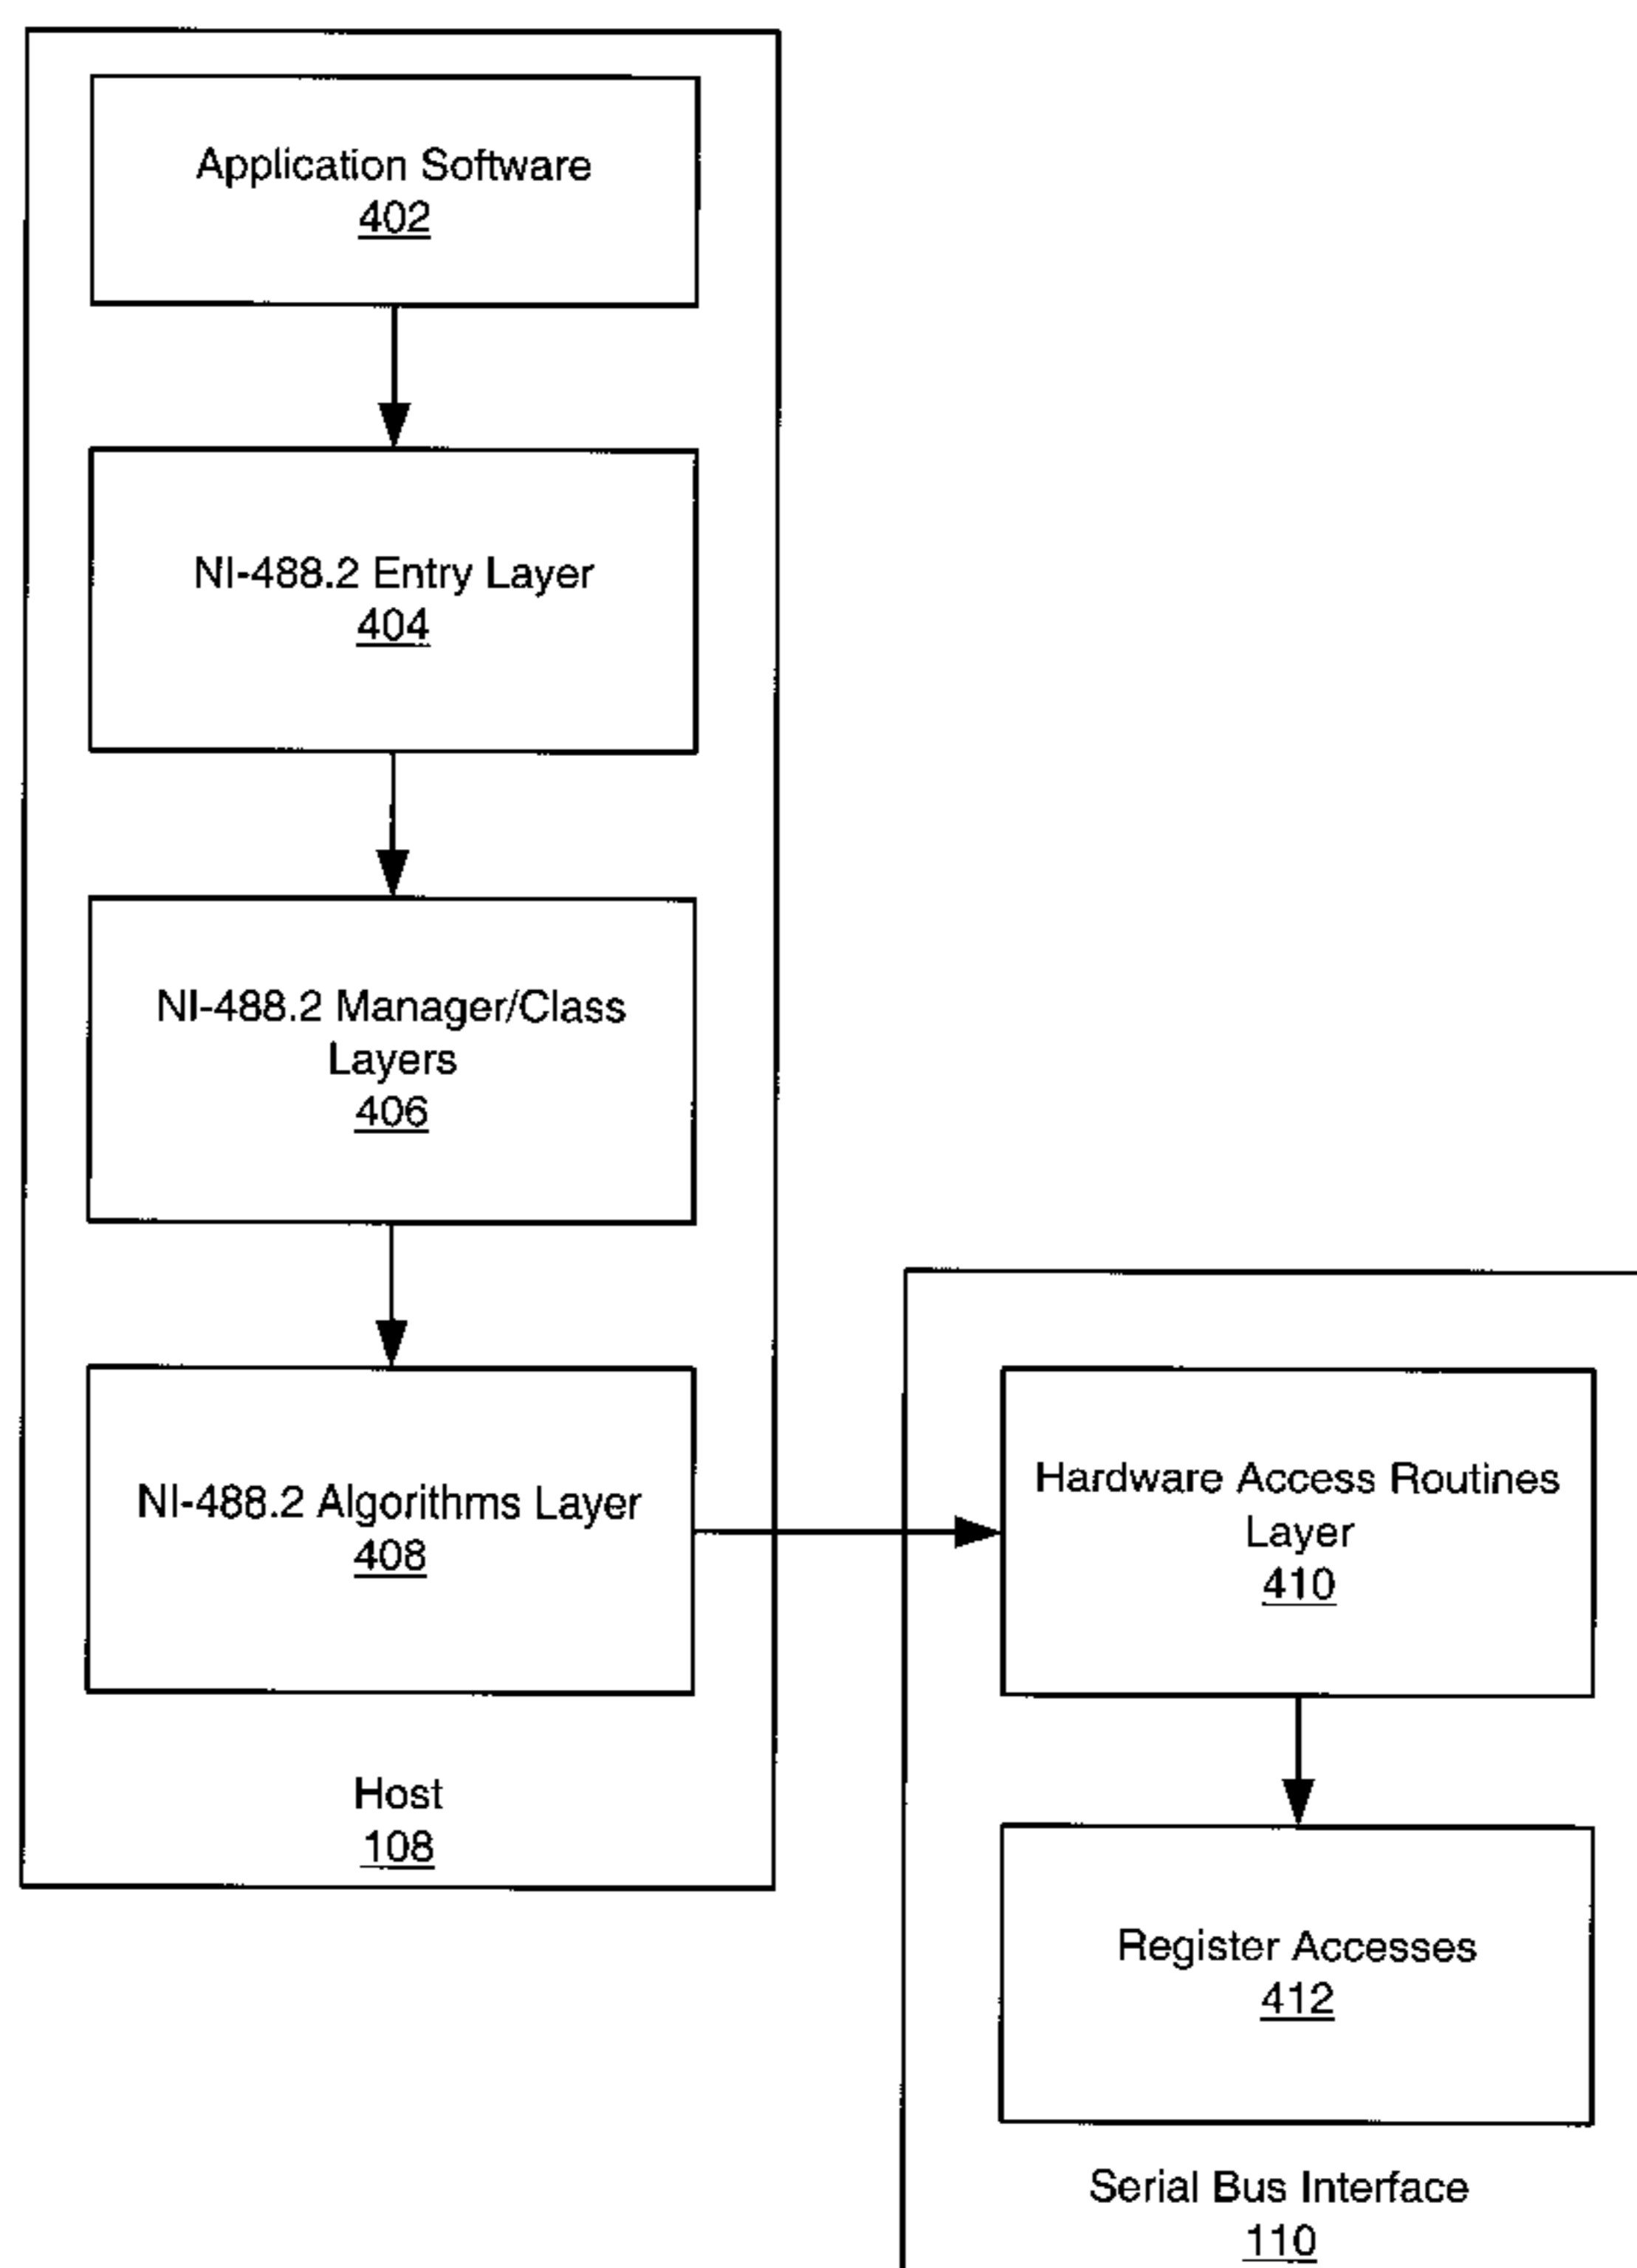 Application Software
402
NI-488.2 Entry Layer
404
NI-488.2 Manager/Class
Layers
406
NI-488.2 Algorithms Layer
408
Host
108
Hardware Access Routines
Layer
410
Register Accesses
412
Serial Bus Interface
110